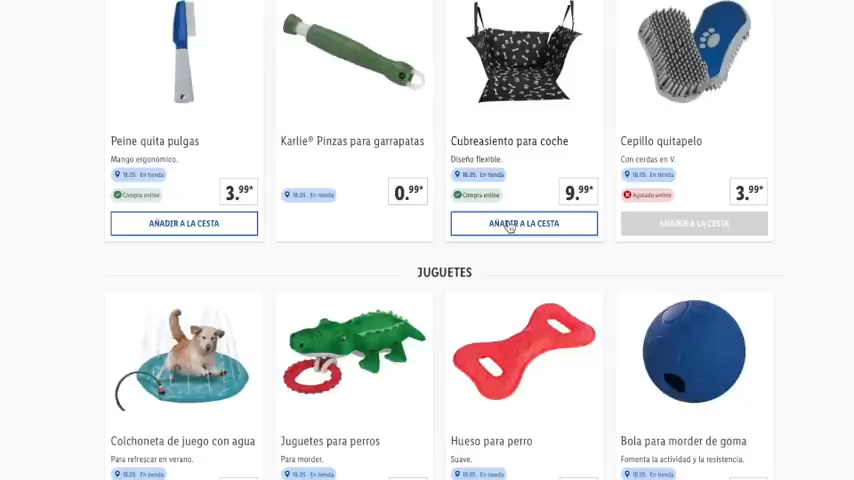 Peine quita pulgas
Mango ergonómico.
18.05 En tienda
Compra online
3.99*
AÑADIR A LA CESTA
Karlie® Pinzas para garrapatas
18.05 En tienda
0.99*
Cubreasiento para coche
Diseño flexible.
18.05 En tienda
Compra online
9.99*
AÑADIR A LA CESTA
Cepillo quitapelo
Con cerdas en V.
18.05 En tienda
Agotado online
3.99*
AÑADIR A LA CESTA
JUGUETES
Colchoneta de juego con agua
Para refrescar en verano.
18.05 En tienda
Juguetes para perros
Para morder.
18.05 En tienda
Hueso para perro
Suave.
18.05 En tienda
Bola para morder de goma
Fomenta la actividad y la resistencia.
18.05 En tienda